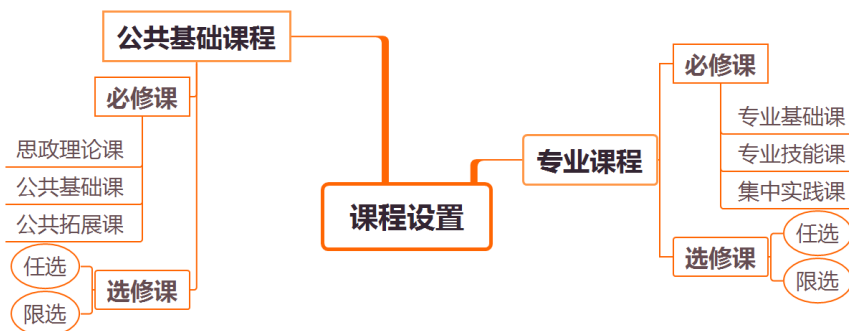 公共基础课程
必修课
思政理论课
公共基础课
公共拓展课
任选
限选
选修课
课程设置
专业课程
必修课
专业基础课
专业技能课
集中实践课
选修课
任选
限选